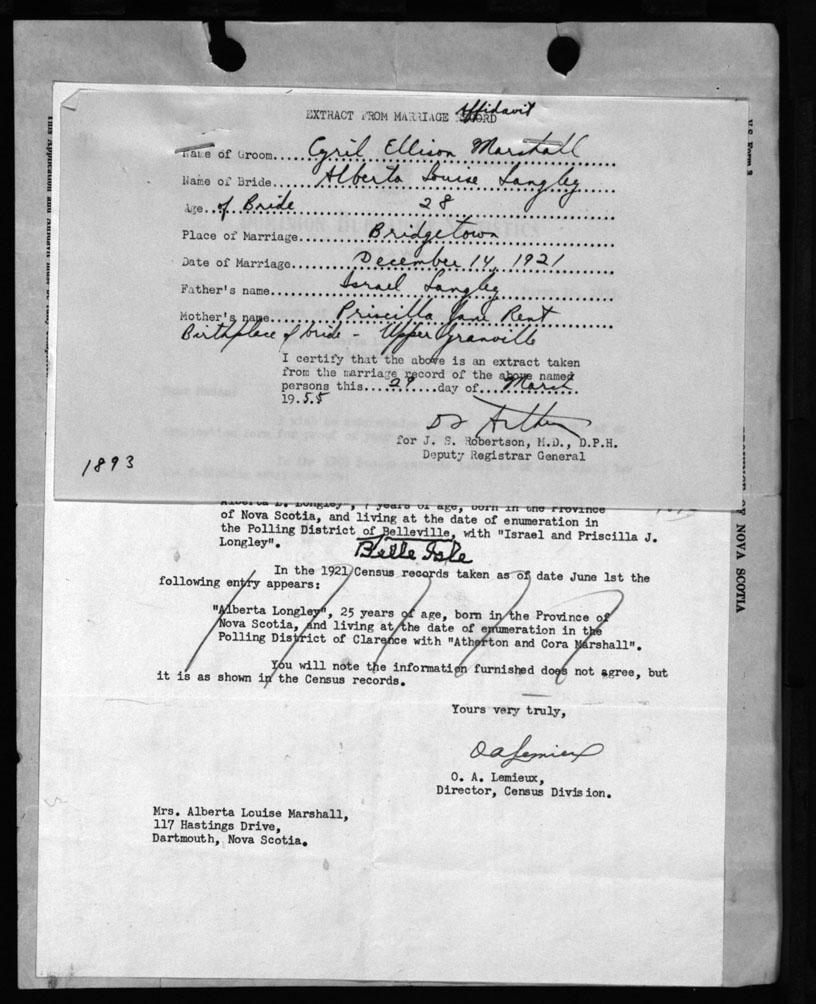 EXTRACT FROM MARRIAGE RECORD Affidavit
Name of Groom.... Cyril Ellison Marshall
Name of Bride.... Alberta Louise Langley
Age.. of Bride 28
Place of Marriage.... Bridgetown
Date of Marriage.... December 14, 1921
Father's name.... Israel Langley
Mother's name.... Priscilla Jane Kent
Birthplace of bride - Upper Granville
I certify that the above is an extract taken
from the marriage record of the above named
persons this.....29....day of....March
19.55
for J. S. Robertson, M.D., D.P.H.
Deputy Registrar General
1893
Alberta L. Longley", 7 years of age, born in the Province
of Nova Scotia, and living at the date of enumeration in
the Polling District of Belleville, with "Israel and Priscilla J.
Longley".
Belle Isle
In the 1921 Census records taken as of date June 1st the
following entry appears:
"Alberta Longley", 25 years of age, born in the Province of
Nova Scotia, and living at the date of enumeration in the
Polling District of Clarence with "Atherton and Cora Marshall".
You will note the information furnished does not agree, but
it is as shown in the Census records.
Yours very truly,
O A Lemieux
O. A. Lemieux,
Director, Census Division.
Mrs. Alberta Louise Marshall,
117 Hastings Drive,
Dartmouth, Nova Scotia.
OF NOVA SCOTIA